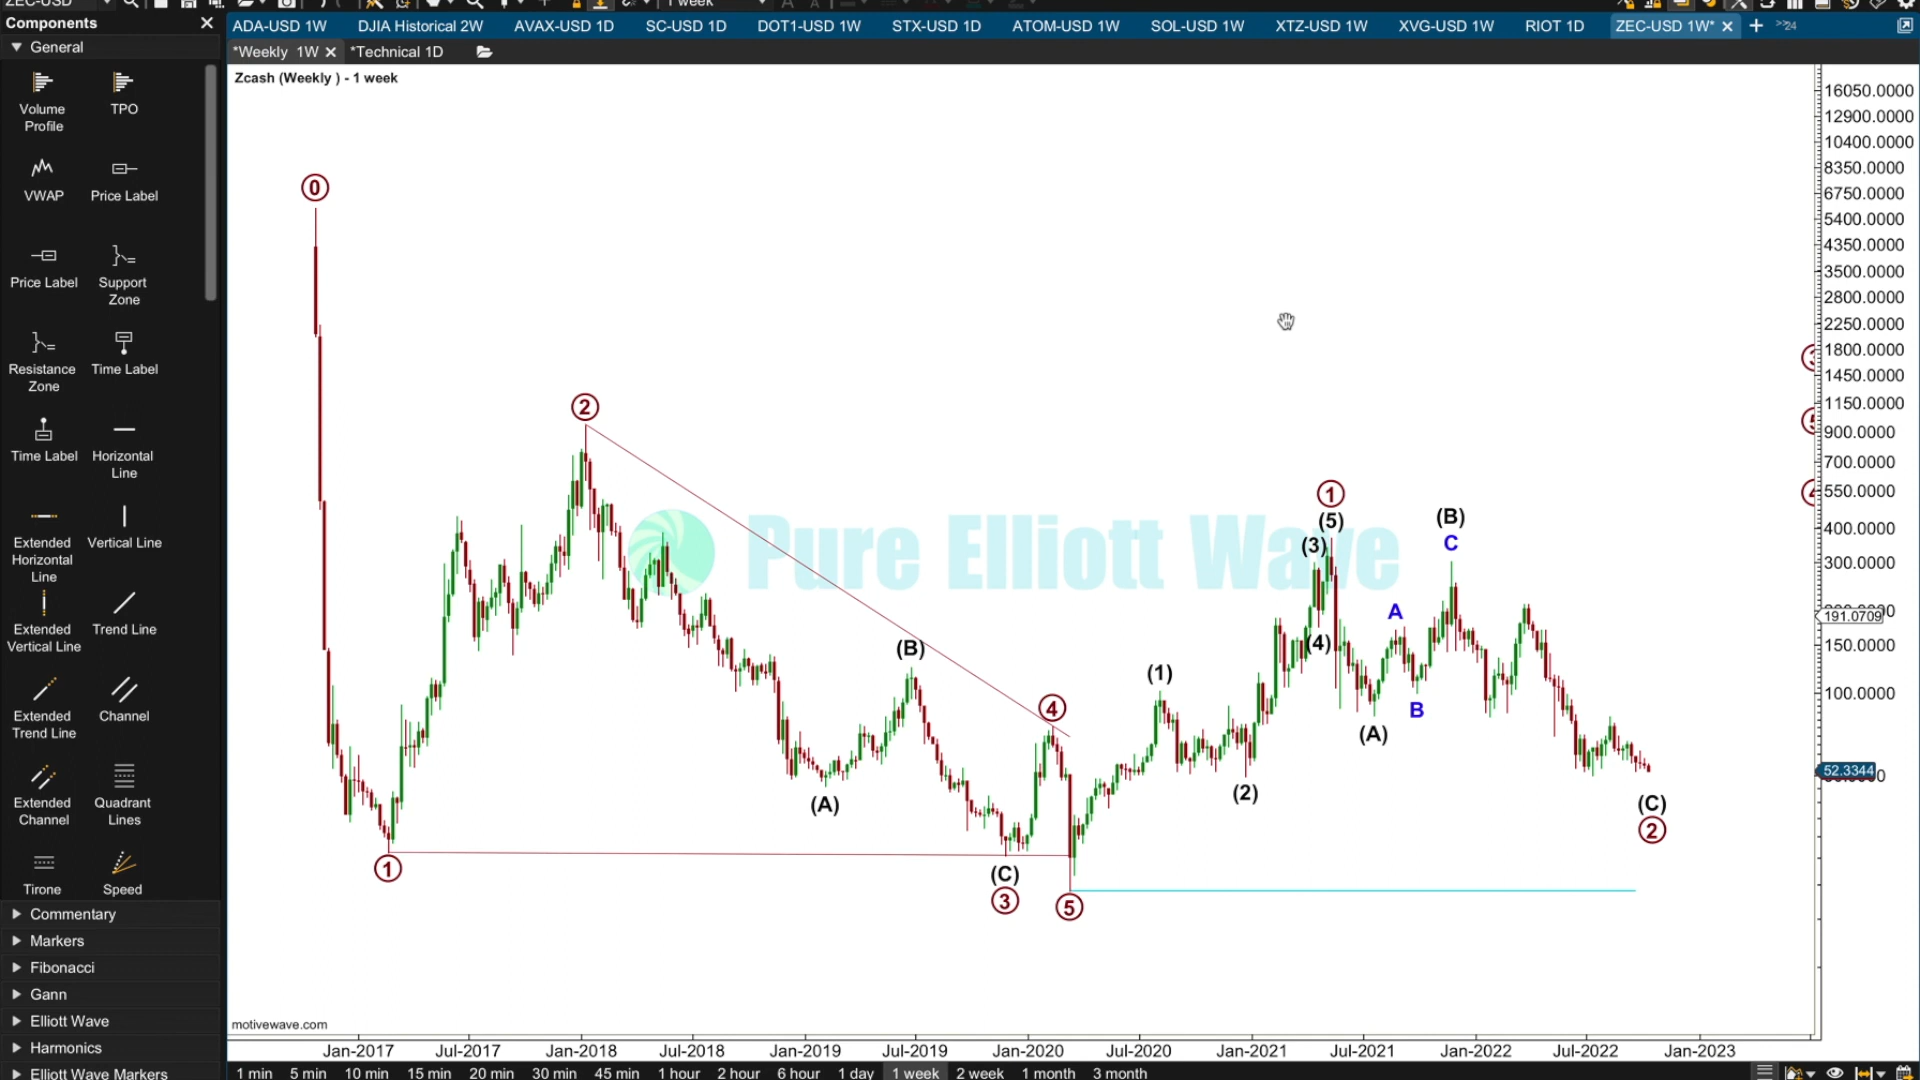 ZEC-USD
1 week
Components
ADA-USD 1W
DJIA Historical 2W
AVAX-USD 1D
SC-USD 1D
DOT1-USD 1W
STX-USD 1D
ATOM-USD 1W
SOL-USD 1W
XTZ-USD 1W
XVG-USD 1W
RIOT 1D
ZEC-USD 1W*
24
General
*Weekly 1W
*Technical 1D
Zcash (Weekly ) - 1 week
Volume
Profile
TPO
VWAP
Price Label
Price Label
Support
Zone
Resistance
Zone
Time Label
Time Label
Horizontal
Line
Extended
Horizontal
Line
Vertical Line
Extended
Vertical Line
Trend Line
Extended
Trend Line
Channel
Extended
Channel
Quadrant
Lines
Tirone
Speed
Commentary
Markers
Fibonacci
Gann
Elliott Wave
Harmonics
Elliott Wave Markers
0
2
1
(A)
(B)
(C)
3
4
5
(1)
(2)
(3)
(4)
1
(5)
(A)
A
B
(B)
C
(C)
2
Pure Elliott Wave
16050.0000
12900.0000
10400.0000
8350.0000
6750.0000
5400.0000
4350.0000
3500.0000
2800.0000
2250.0000
1800.0000
1450.0000
1150.0000
900.0000
700.0000
550.0000
400.0000
300.0000
191.0709
150.0000
100.0000
52.3344
motivewave.com
Jan-2017
Jul-2017
Jan-2018
Jul-2018
Jan-2019
Jul-2019
Jan-2020
Jul-2020
Jan-2021
Jul-2021
Jan-2022
Jul-2022
Jan-2023
1 min
5 min
10 min
15 min
20 min
30 min
45 min
1 hour
2 hour
6 hour
1 day
1 week
2 week
1 month
3 month